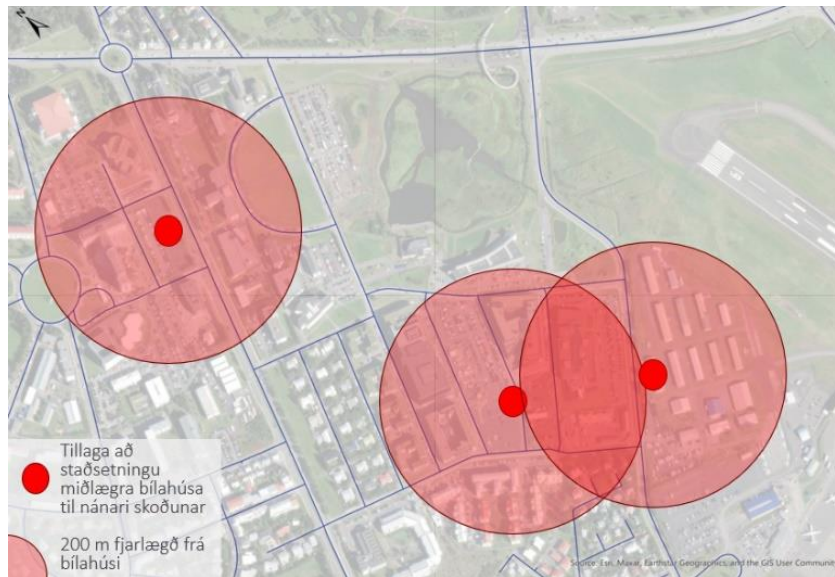 N
Tillaga að
staðsetningu
miðlægra bílahúsa
til nánari skoðunar
200 m fjarlægð frá
bílahúsi
Source: Esri, Maxar, Earthstar Geographics, and the GIS User Commun